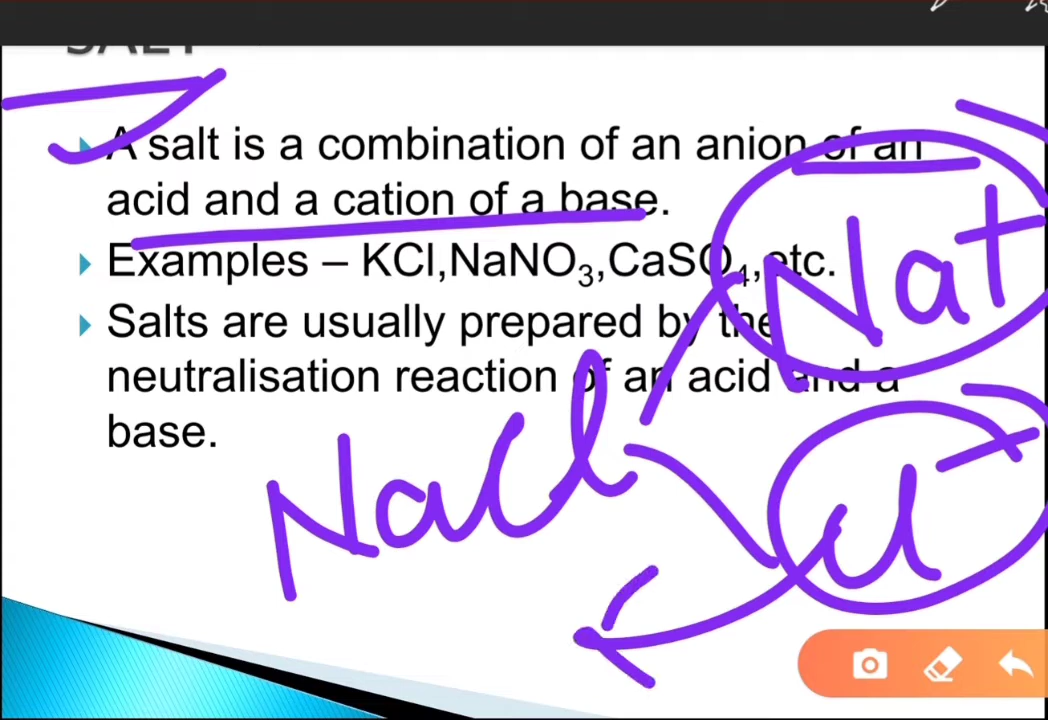 SALT
A salt is a combination of an anion of an
acid and a cation of a base.
Examples – KCl,NaNO₃,CaSO₄,etc.
Salts are usually prepared by the
neutralisation reaction of an acid and a
base.
Na+
NaCl
Cl-